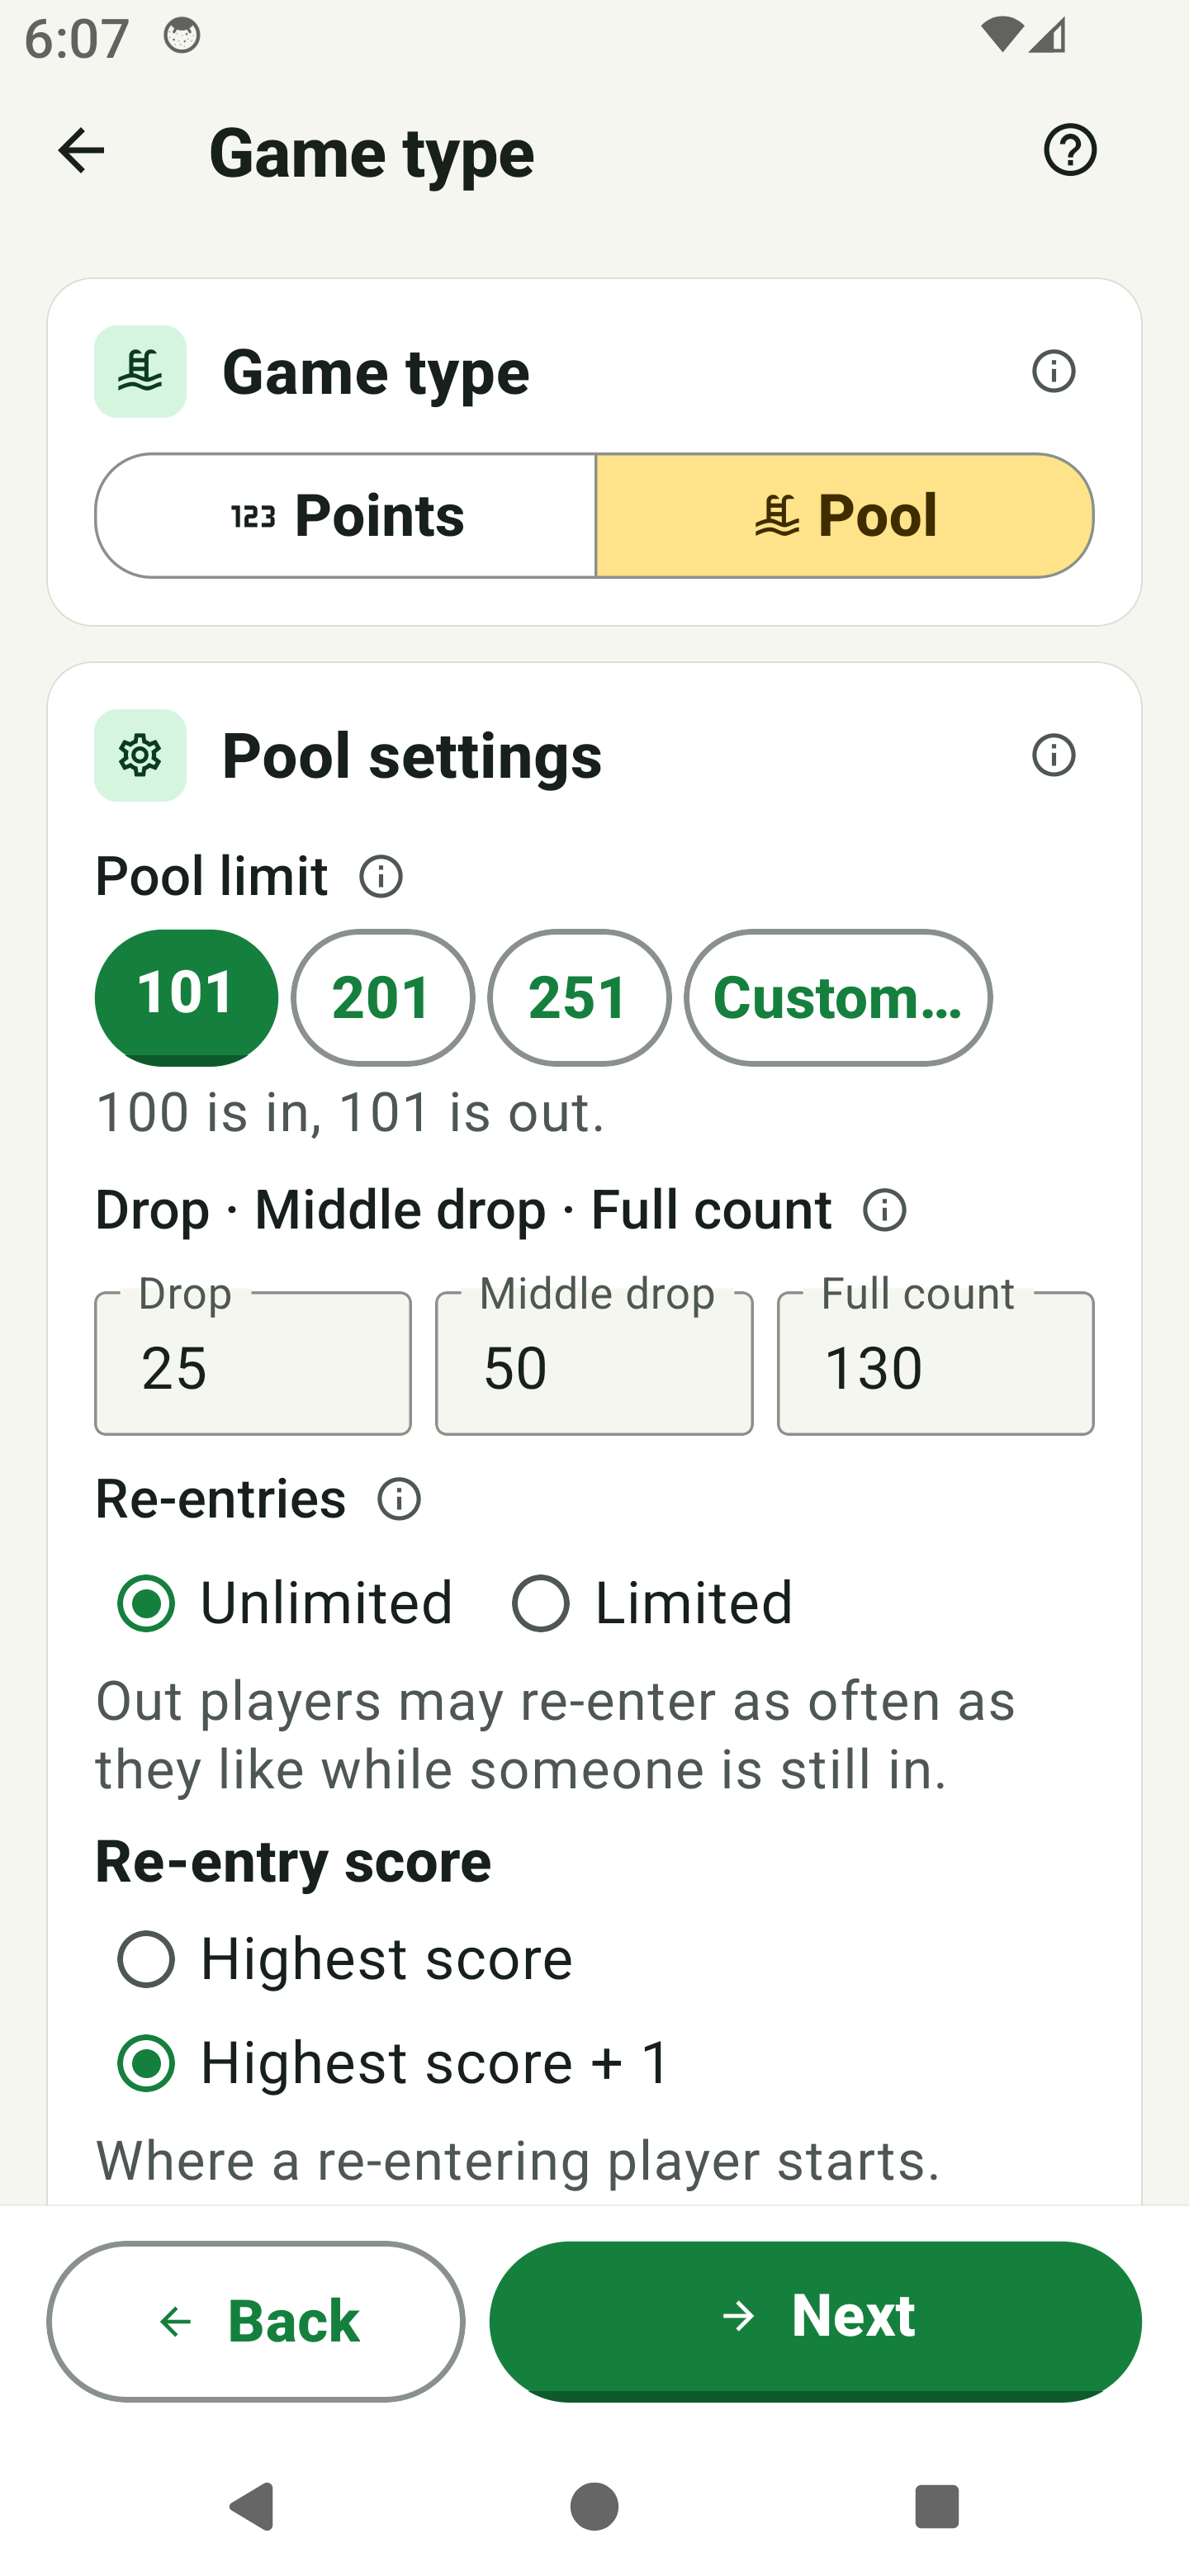 6:07
Game type
Game type
123 Points
Pool
Pool settings
Pool limit
101
201
251
Custom...
100 is in, 101 is out.
Drop · Middle drop · Full count
Drop
Middle drop
Full count
25
50
130
Re-entries
Unlimited
Limited
Out players may re-enter as often as
they like while someone is still in.
Re-entry score
Highest score
Highest score + 1
Where a re-entering player starts.
Back
Next